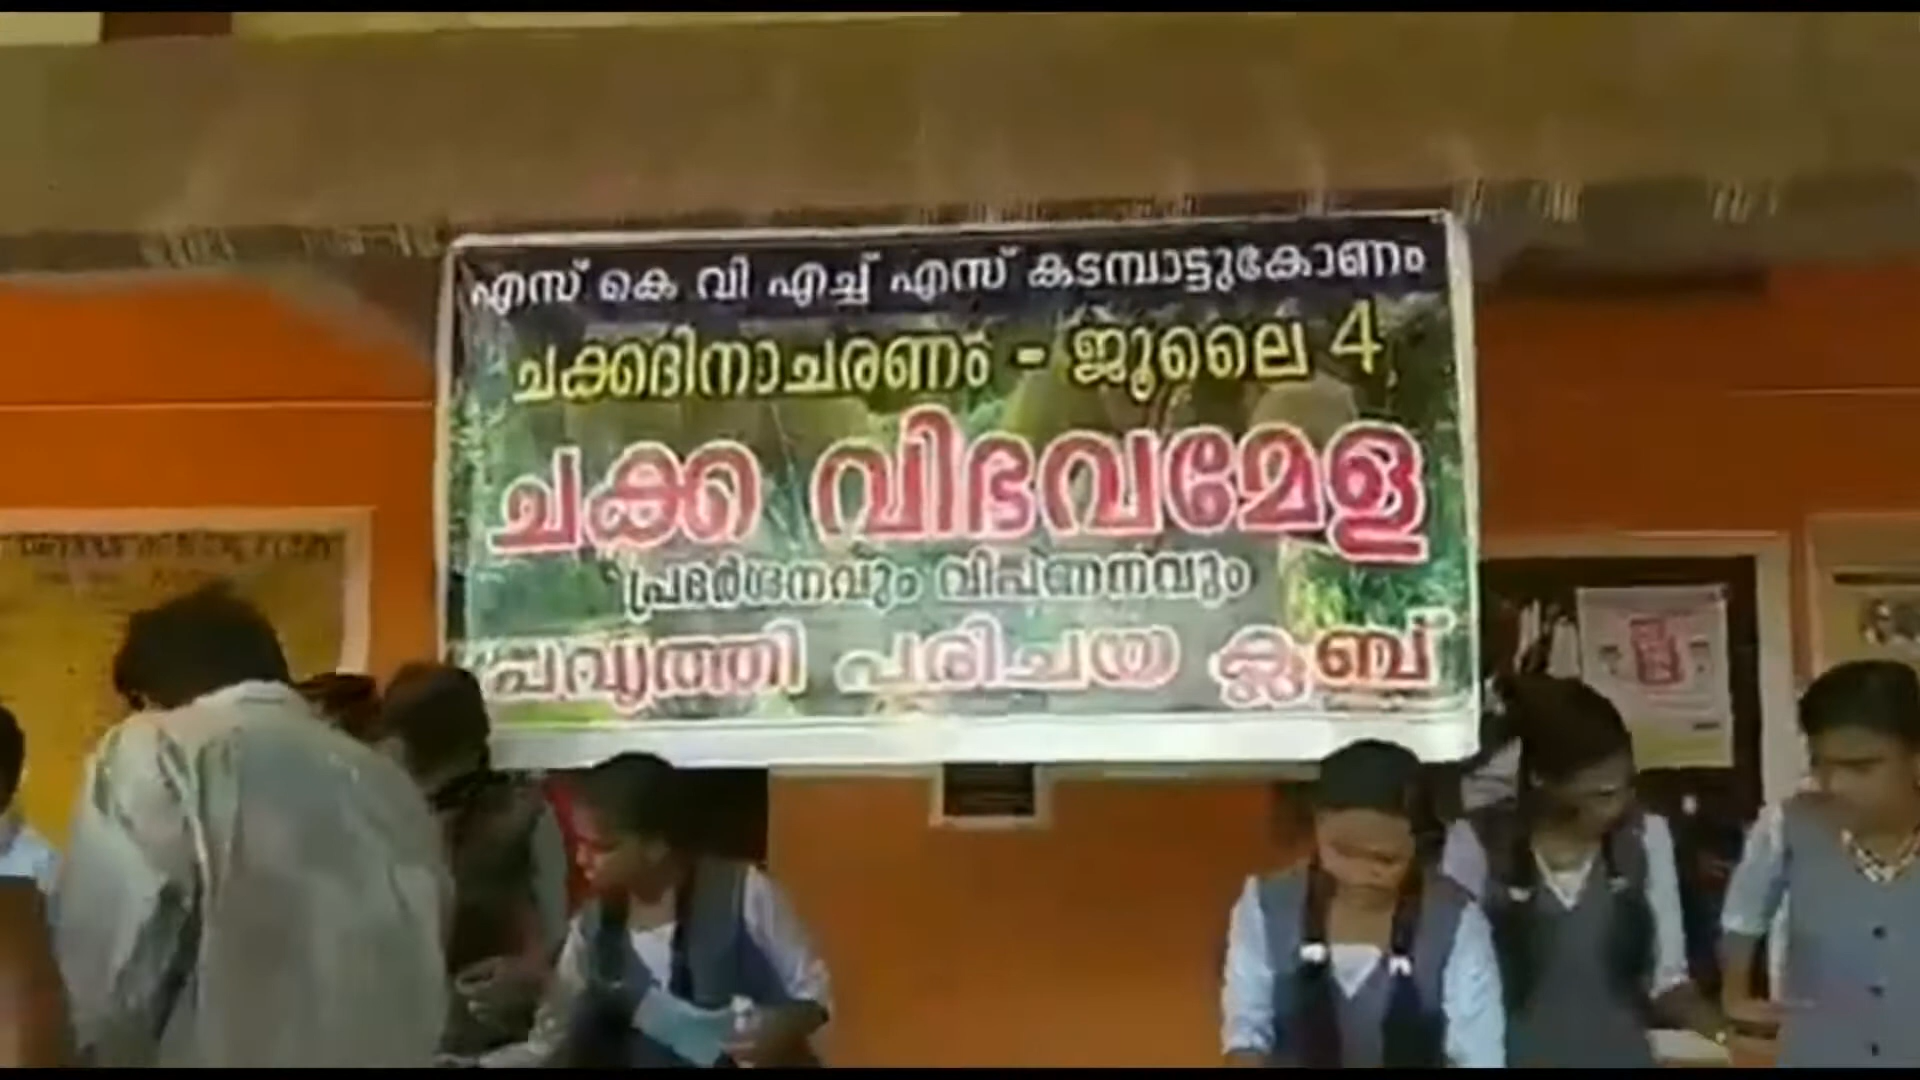 എസ് കെ വി എച്ച് എസ് കടമ്പാട്ടുകോണം
ചക്കദിനാചരണം - ജൂലൈ 4
ചക്ക വിഭവമേള
പ്രദർശനവും വിപണനവും
പ്രവൃത്തി പരിചയ ക്ലബ്